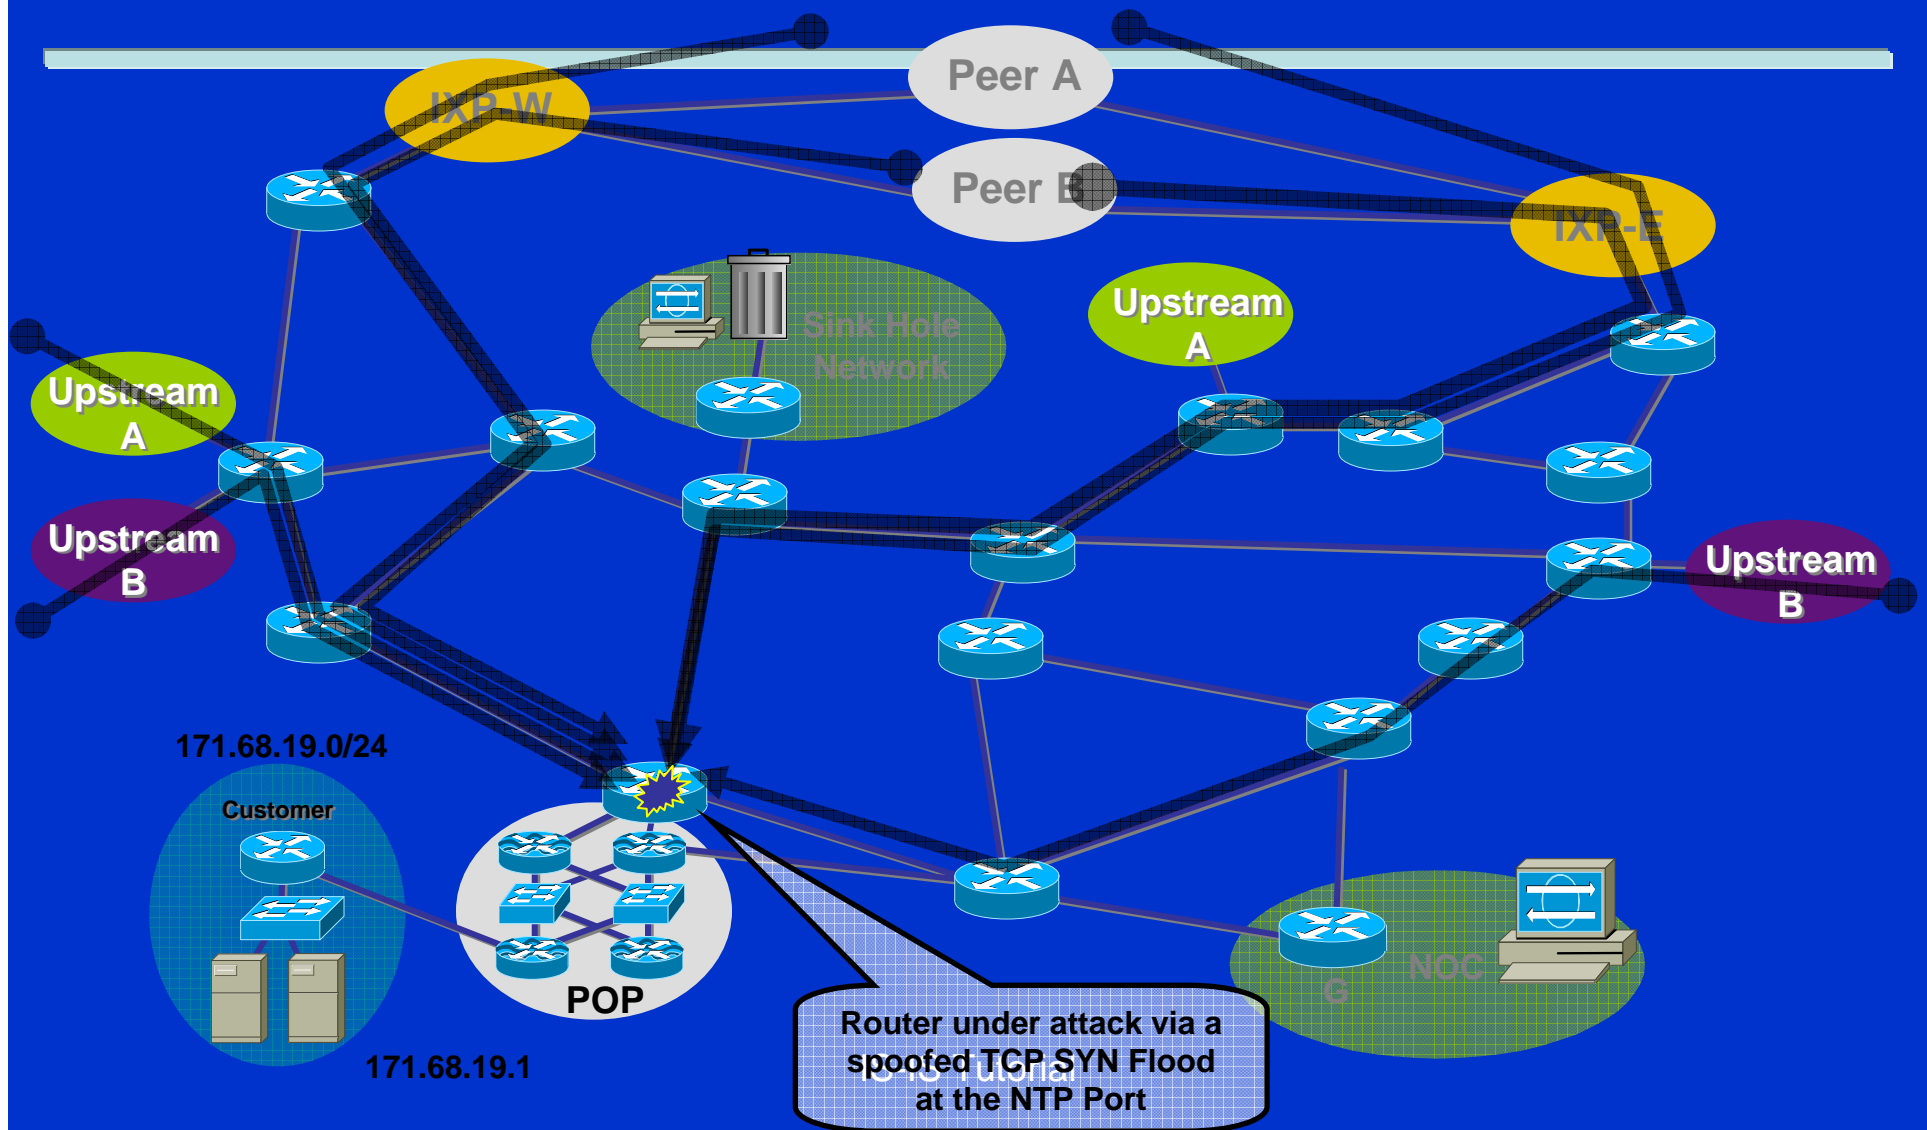 Peer A
IXP-W
Peer B
IXP-E
Sink Hole
Network
Upstream
A
Upstream
A
Upstream
B
Upstream
B
171.68.19.0/24
Customer
POP
171.68.19.1
NOC
G
Router under attack via a
spoofed TCP SYN Flood
at the NTP Port
Tutorial